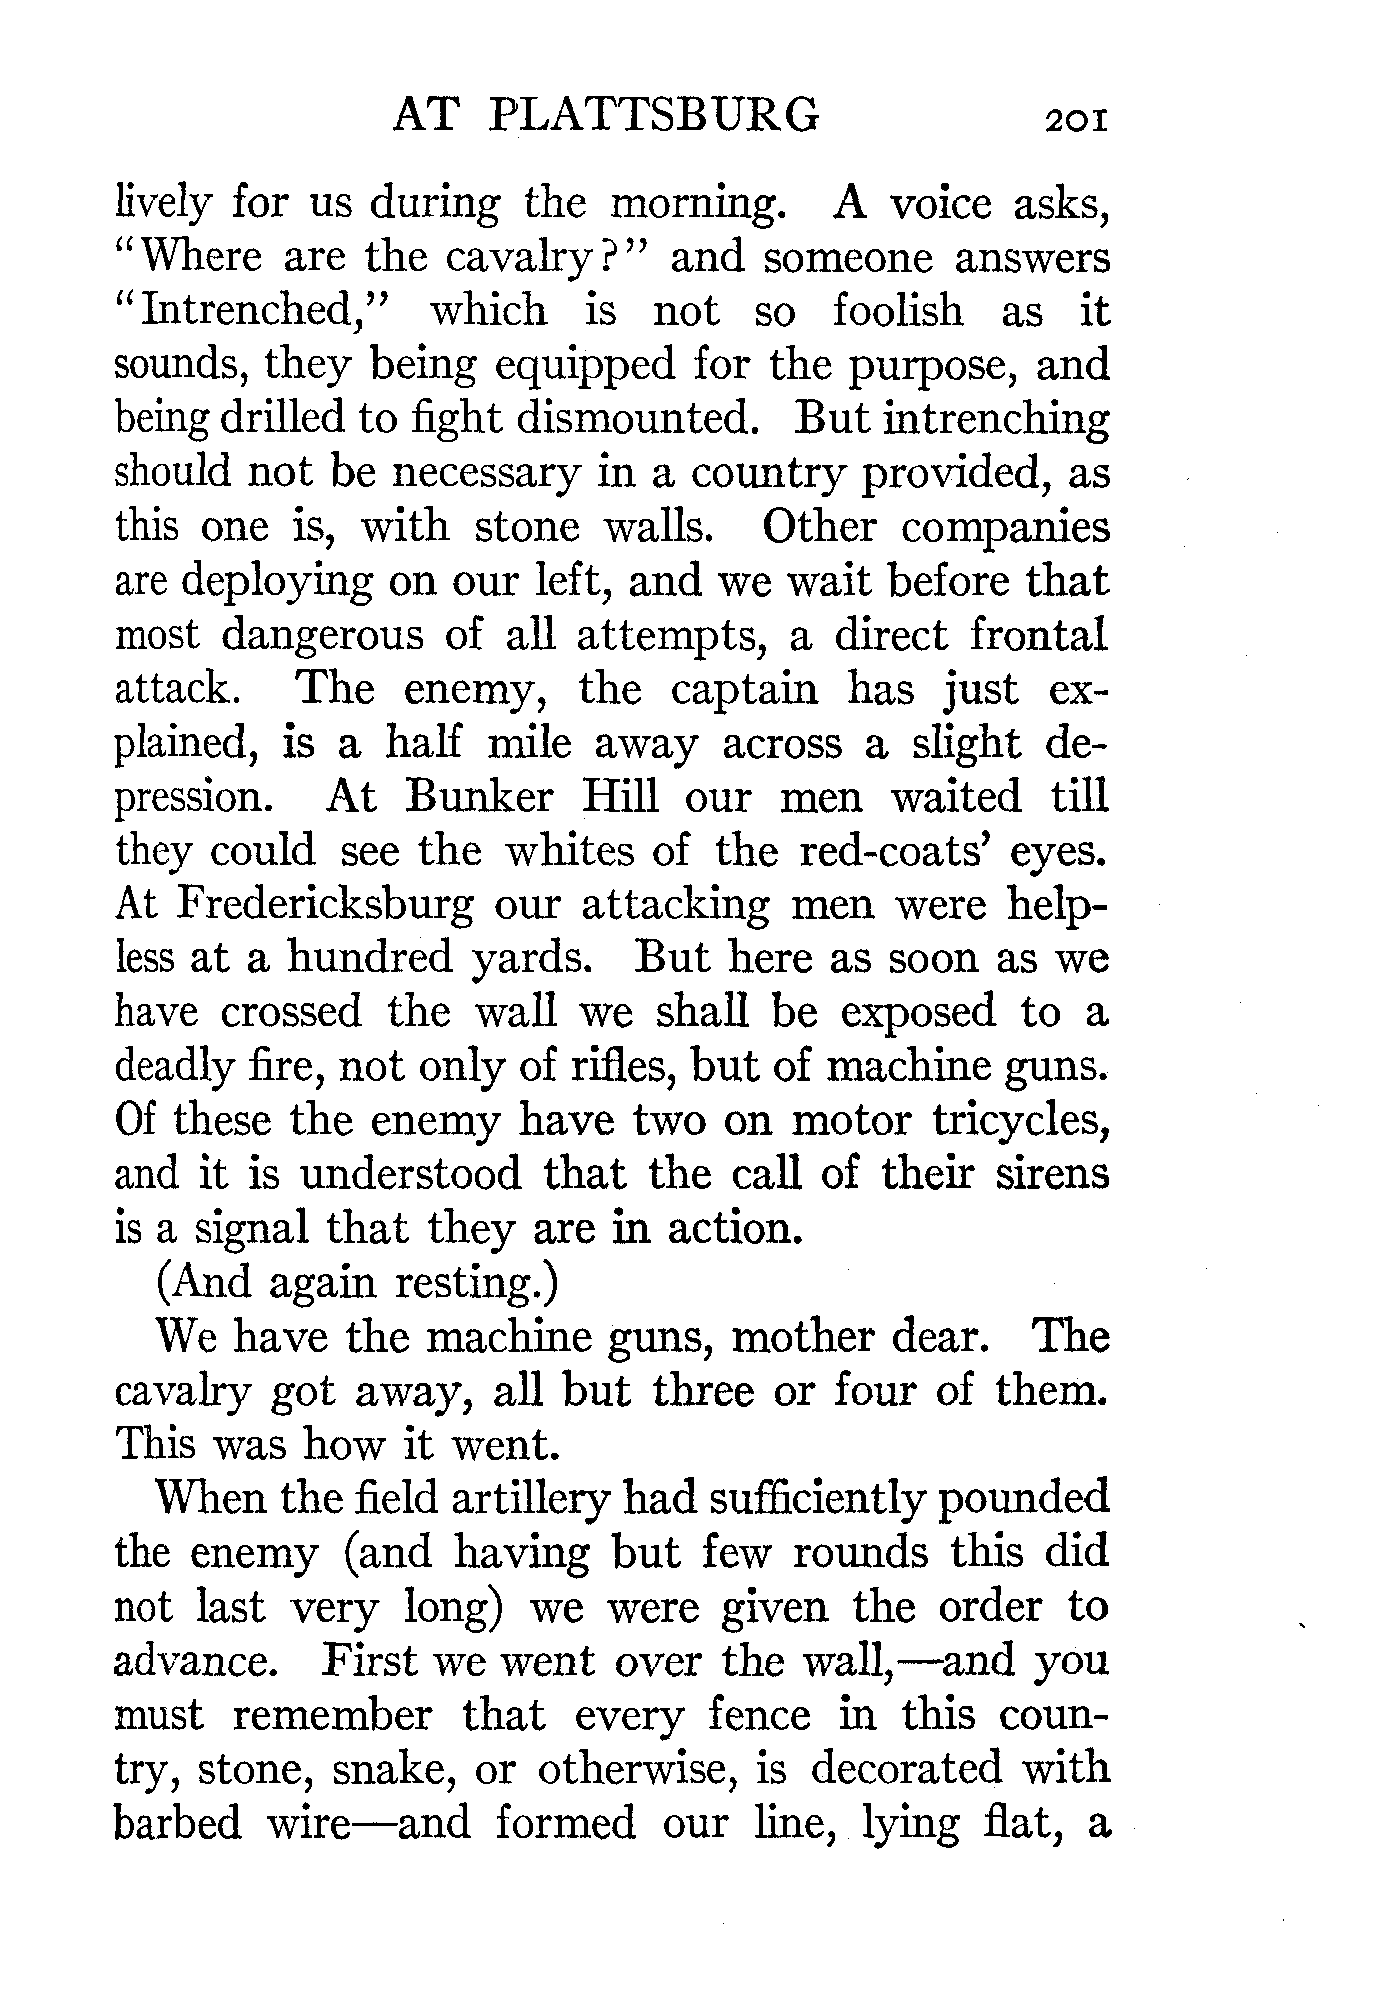 AT PLATTSBURG 201
lively for us during the morning. A voice asks,
"Where are the cavalry?" and someone answers
"Intrenched," which is not so foolish as it
sounds, they being equipped for the purpose, and
being drilled to fight dismounted. But intrenching
should not be necessary in a country provided, as
this one is, with stone walls. Other companies
are deploying on our left, and we wait before that
most dangerous of all attempts, a direct frontal
attack. The enemy, the captain has just ex-
plained, is a half mile away across a slight de-
pression. At Bunker Hill our men waited till
they could see the whites of the red-coats' eyes.
At Fredericksburg our attacking men were help-
less at a hundred yards. But here as soon as we
have crossed the wall we shall be exposed to a
deadly fire, not only of rifles, but of machine guns.
Of these the enemy have two on motor tricycles,
and it is understood that the call of their sirens
is a signal that they are in action.
(And again resting.)
We have the machine guns, mother dear. The
cavalry got away, all but three or four of them.
This was how it went.
When the field artillery had sufficiently pounded
the enemy (and having but few rounds this did
not last very long) we were given the order to
advance. First we went over the wall,—and you
must remember that every fence in this coun-
try, stone, snake, or otherwise, is decorated with
barbed wire—and formed our line, lying flat, a